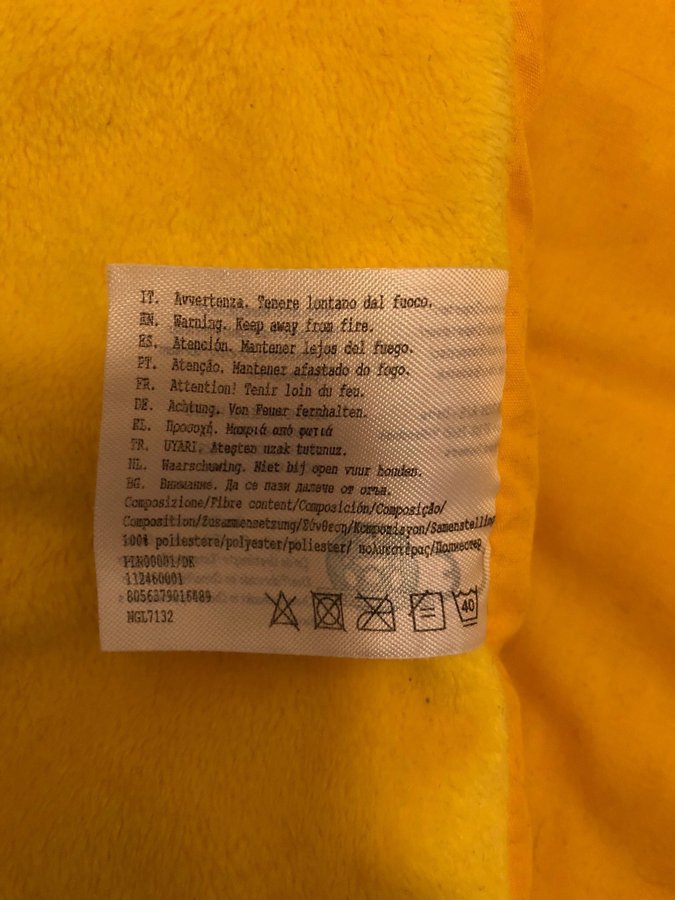 IT. Avvertenza. Tenere lontano dal fuoco.
EN. Warning. Keep away from fire.
ES. Atención. Mantener lejos del fuego.
PT. Atenção. Mantener afastado do fogo.
FR. Attention! Tenir loin du feu.
DE. Achtung. Von Feuer fernhalten.
EL. Προσοχή. Μακριά από φωτιά
TR. UYARI. Ateşten uzak tutunuz.
NL. Waarschuwing. Niet bij open vuur houden.
BG. Внимание. Да се пази далече от огън.
Composizione/Fibre content/Composición/Composição/
Composition/Zusammensetzung/Σύνθεση/Kompozisyon/Samenstelling
100% poliestere/polyester/poliester/ πολυεστέρας/Полиестер
112460001
8056379016489
NGL7132
40